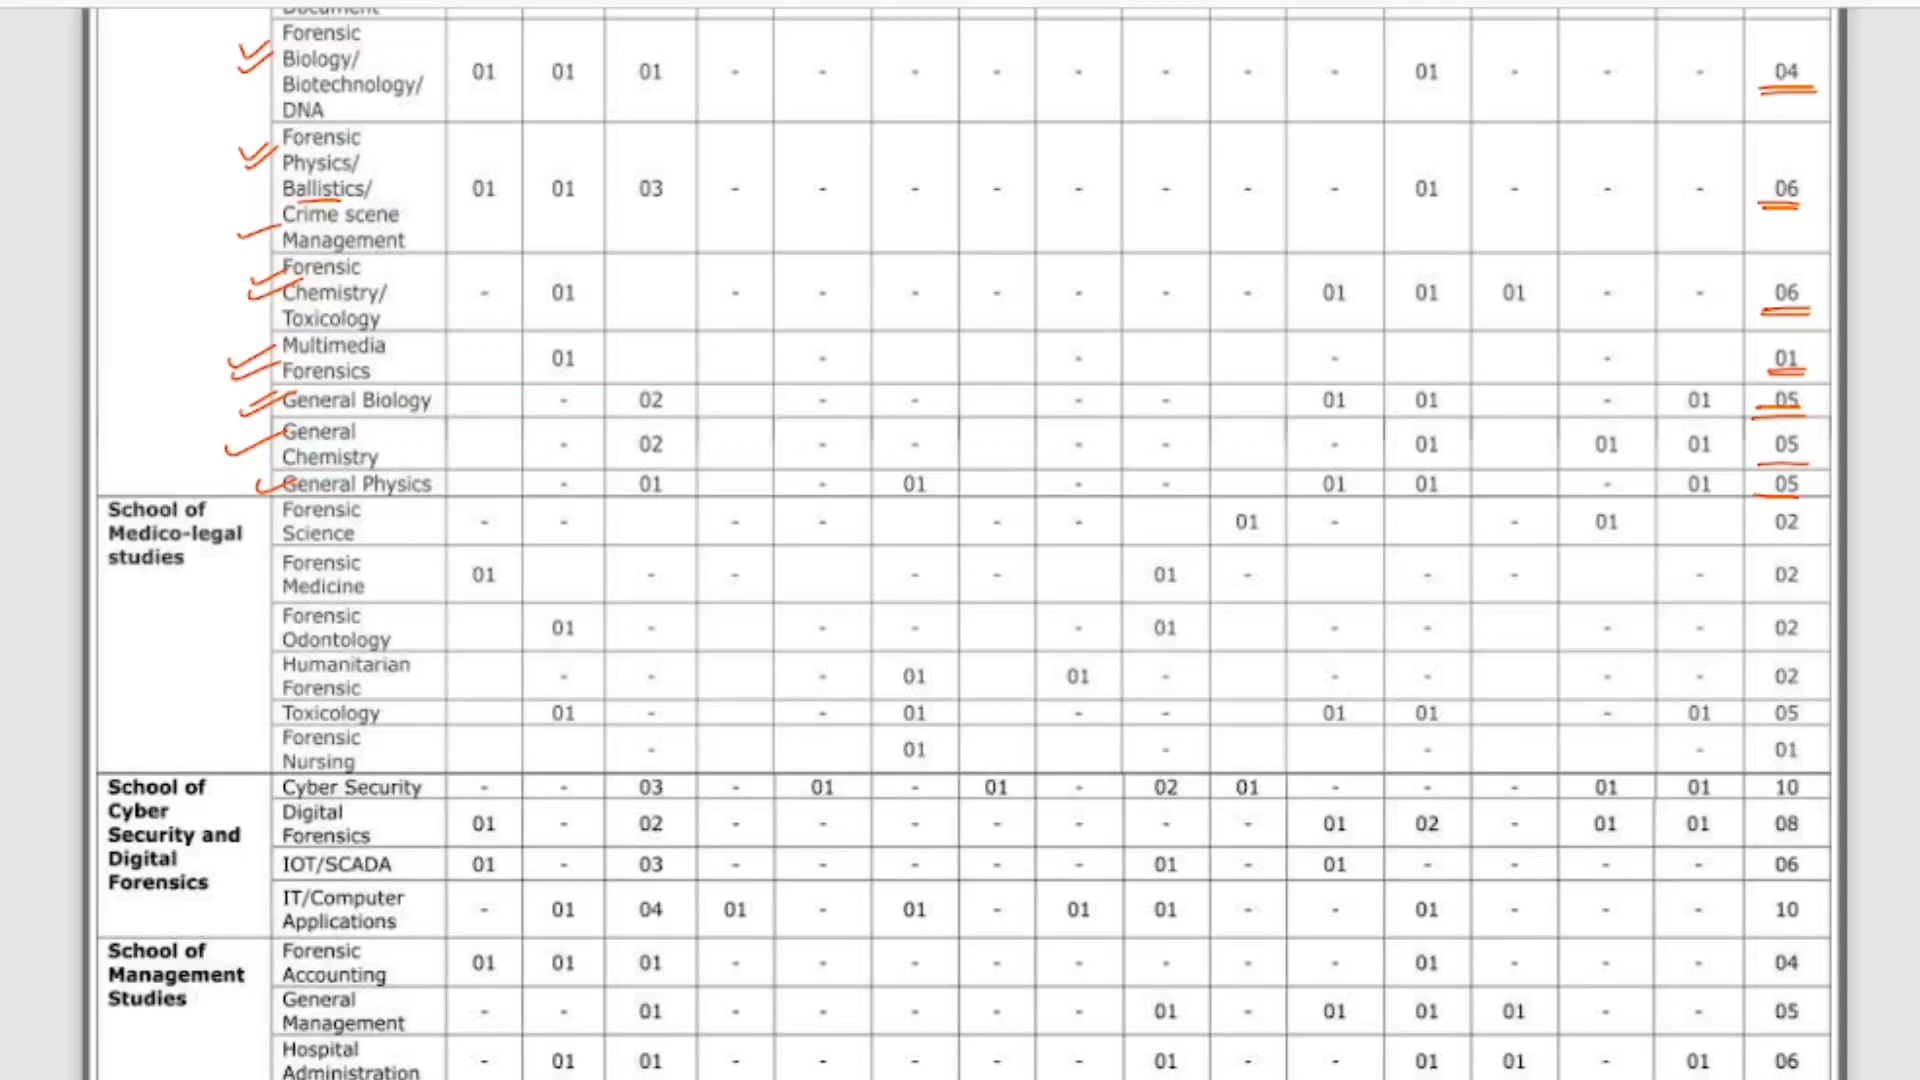 Document
Forensic
Biology/
Biotechnology/
DNA
01 01 01 - - - - - - - - 01 - - - 04
Forensic
Physics/
Ballistics/
Crime scene
Management
01 01 03 - - - - - - - - 01 - - - 06
Forensic
Chemistry/
Toxicology
- 01 - - - - - - - 01 01 01 - - 06
Multimedia
Forensics
01 - - - - 01
General Biology - 02 - - - - 01 01 - 01 05
General
Chemistry
- 02 - - - - - 01 01 01 05
General Physics - 01 - 01 - - 01 01 - 01 05
School of
Medico-legal
studies
Forensic
Science
- - - - - - 01 - - 01 02
Forensic
Medicine
01 - - - - 01 - - - - 02
Forensic
Odontology
01 - - - - 01 - - - - 02
Humanitarian
Forensic
- - - 01 01 - - - - - 02
Toxicology 01 - - 01 - - 01 01 - 01 05
Forensic
Nursing
- 01 - - - 01
School of
Cyber
Security and
Digital
Forensics
Cyber Security - - 03 - 01 - 01 - 02 01 - - - 01 01 10
Digital
Forensics
01 - 02 - - - - - - - 01 02 - 01 01 08
IOT/SCADA 01 - 03 - - - - - 01 - 01 - - - - 06
IT/Computer
Applications
- 01 04 01 - 01 - 01 01 - - 01 - - - 10
School of
Management
Studies
Forensic
Accounting
01 01 01 - - - - - - - - 01 - - - 04
General
Management
- - 01 - - - - - 01 - 01 01 01 - - 05
Hospital
Administration
- 01 01 - - - - - 01 - - 01 01 - 01 06